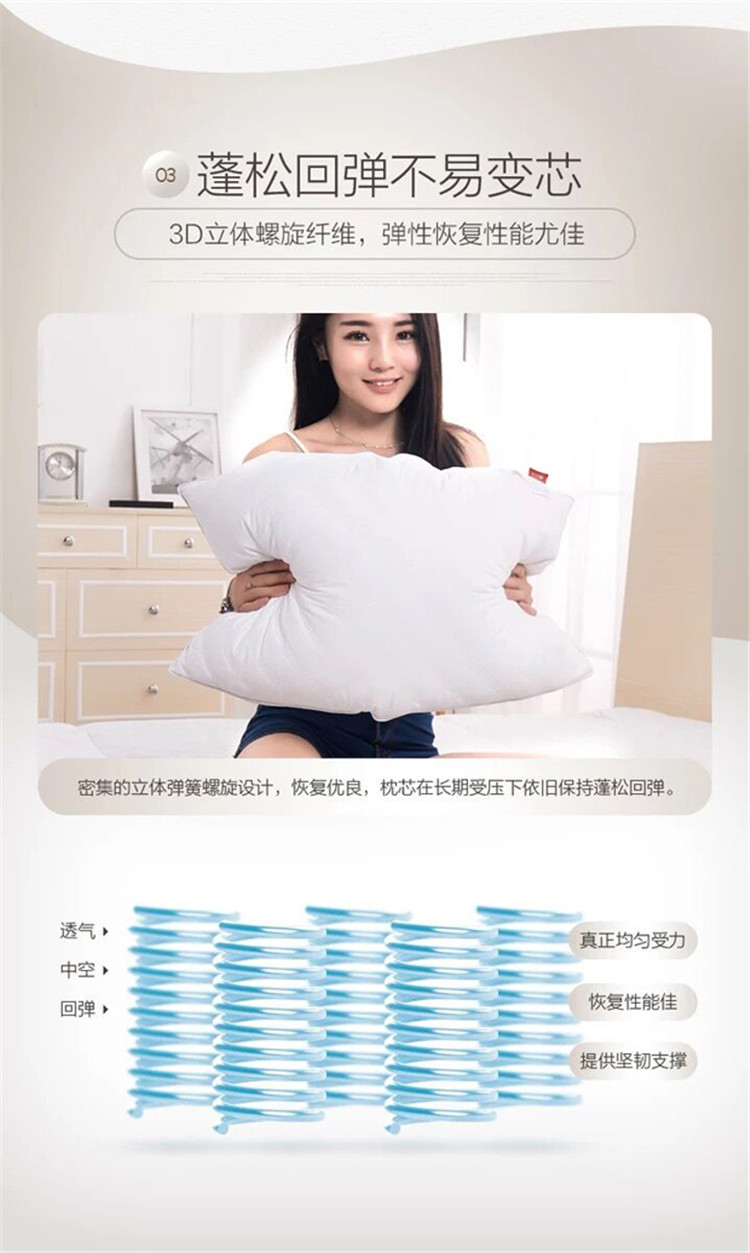 03 蓬松回弹不易变芯
3D立体螺旋纤维，弹性恢复性能尤佳
密集的立体弹簧螺旋设计，恢复优良，枕芯在长期受压下依旧保持蓬松回弹。
透气
中空
回弹
真正均匀受力
恢复性能佳
提供坚韧支撑